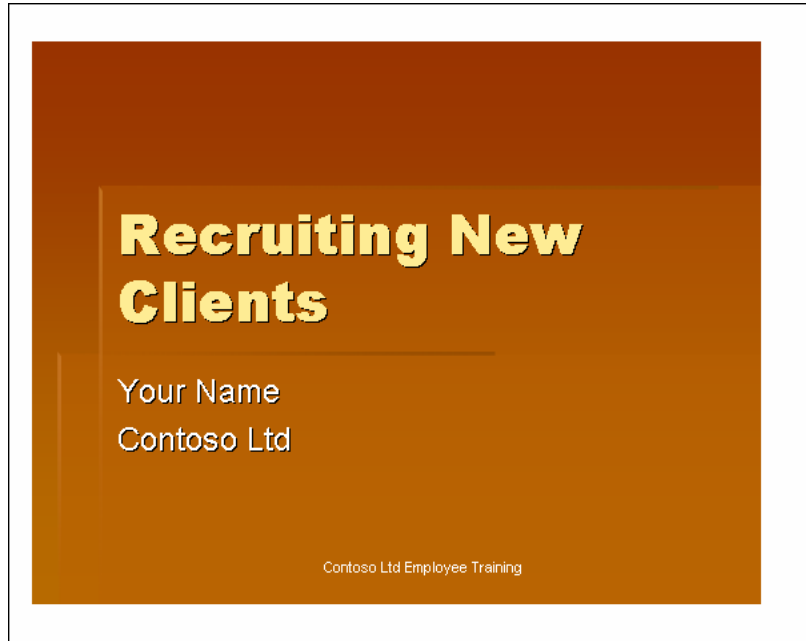 Recruiting New
Clients
Your Name
Contoso Ltd
Contoso Ltd Employee Training